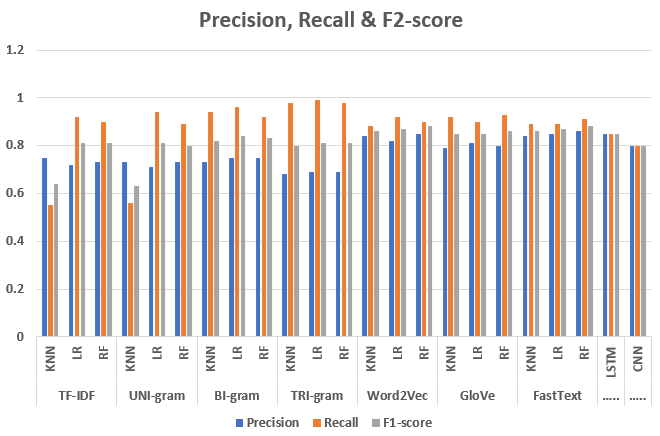 Precision, Recall & F2-score
1.2
1
0.8
0.6
0.4
0.2
0
KNN LR RF KNN LR RF KNN LR RF KNN LR RF KNN LR RF KNN LR RF KNN LR RF LSTM CNN
TF-IDF UNI-gram BI-gram TRI-gram Word2Vec GloVe FastText ..... .....
Precision Recall F1-score